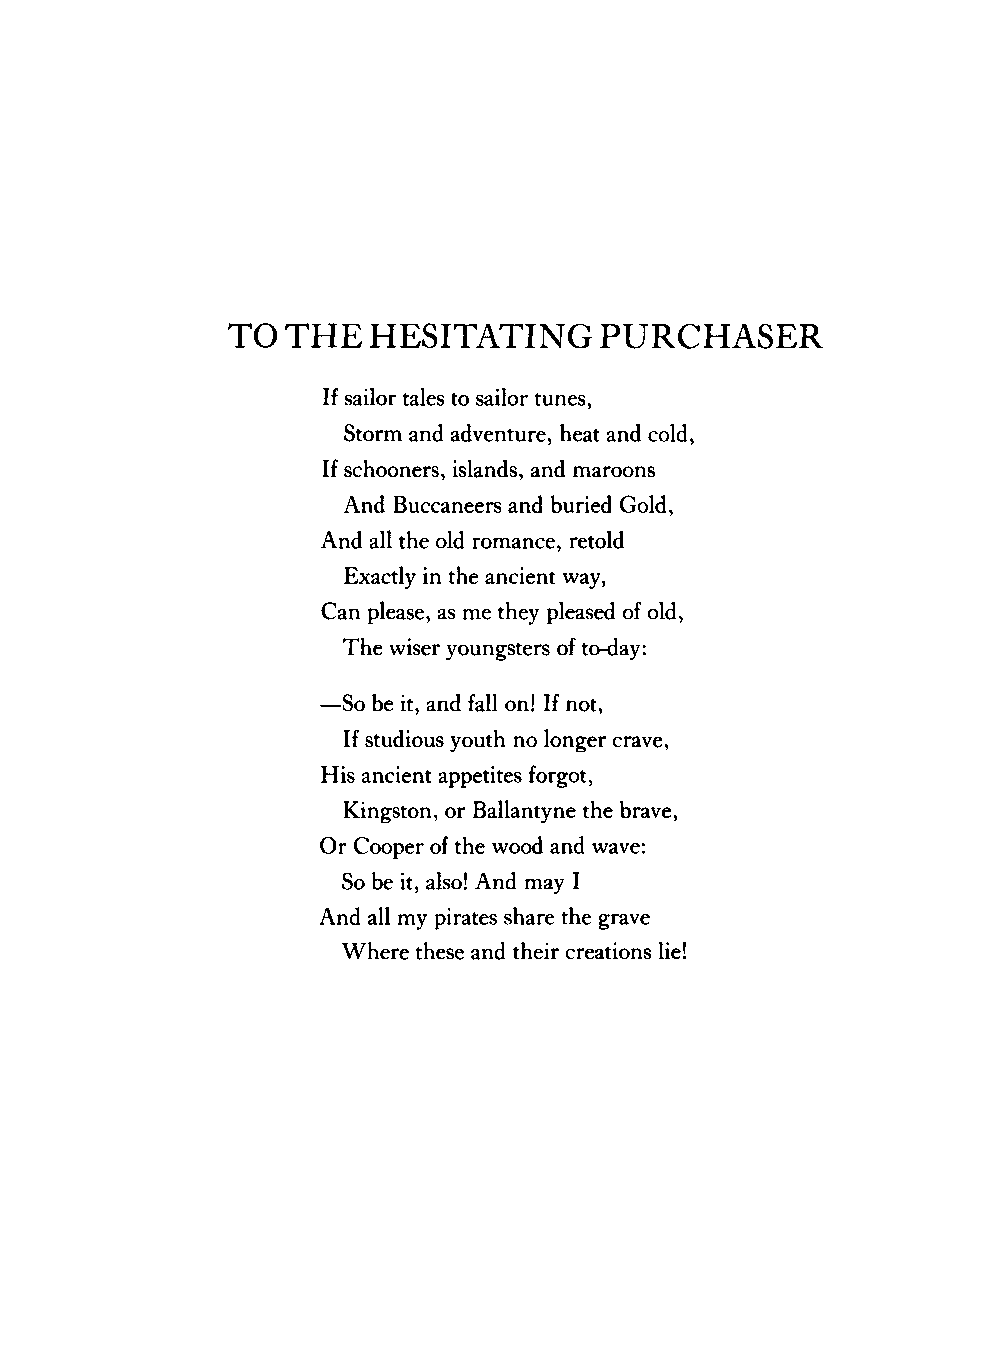 TO THE HESITATING PURCHASER
If sailor tales to sailor tunes,
Storm and adventure, heat and cold,
If schooners, islands, and maroons
And Buccaneers and buried Gold,
And all the old romance, retold
Exactly in the ancient way,
Can please, as me they pleased of old,
The wiser youngsters of to-day:
—So be it, and fall on! If not,
If studious youth no longer crave,
His ancient appetites forgot,
Kingston, or Ballantyne the brave,
Or Cooper of the wood and wave:
So be it, also! And may I
And all my pirates share the grave
Where these and their creations lie!